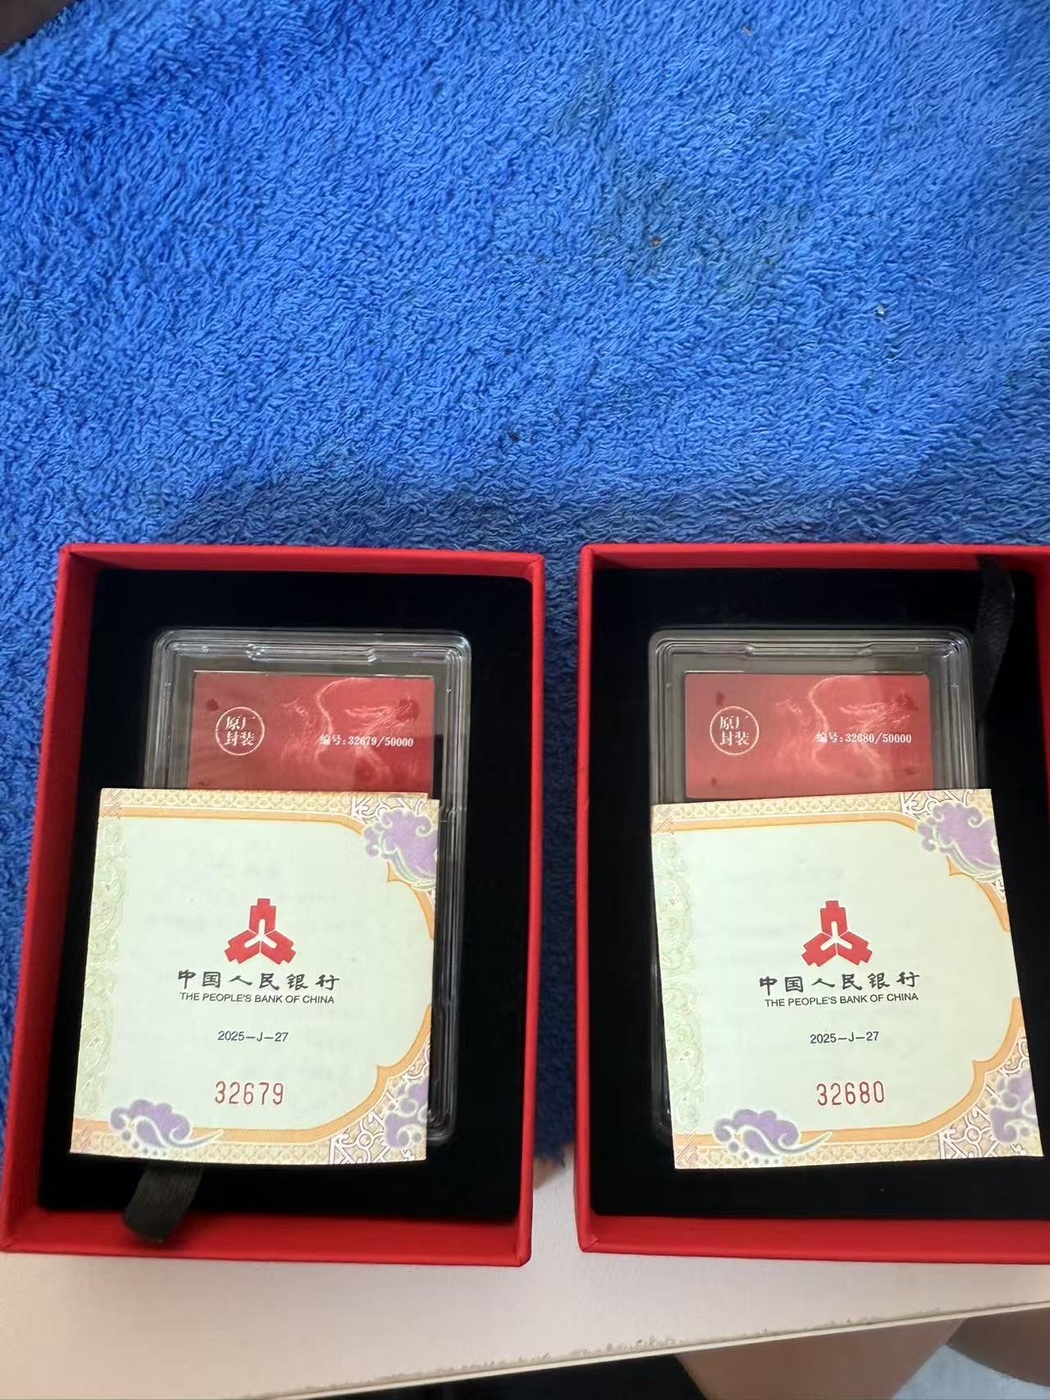 原厂
封装
编号:32679/50000
中国人民银行
THE PEOPLE'S BANK OF CHINA
2025—J—27
32679
原厂
封装
编号:32680/50000
中国人民银行
THE PEOPLE'S BANK OF CHINA
2025—J—27
32680